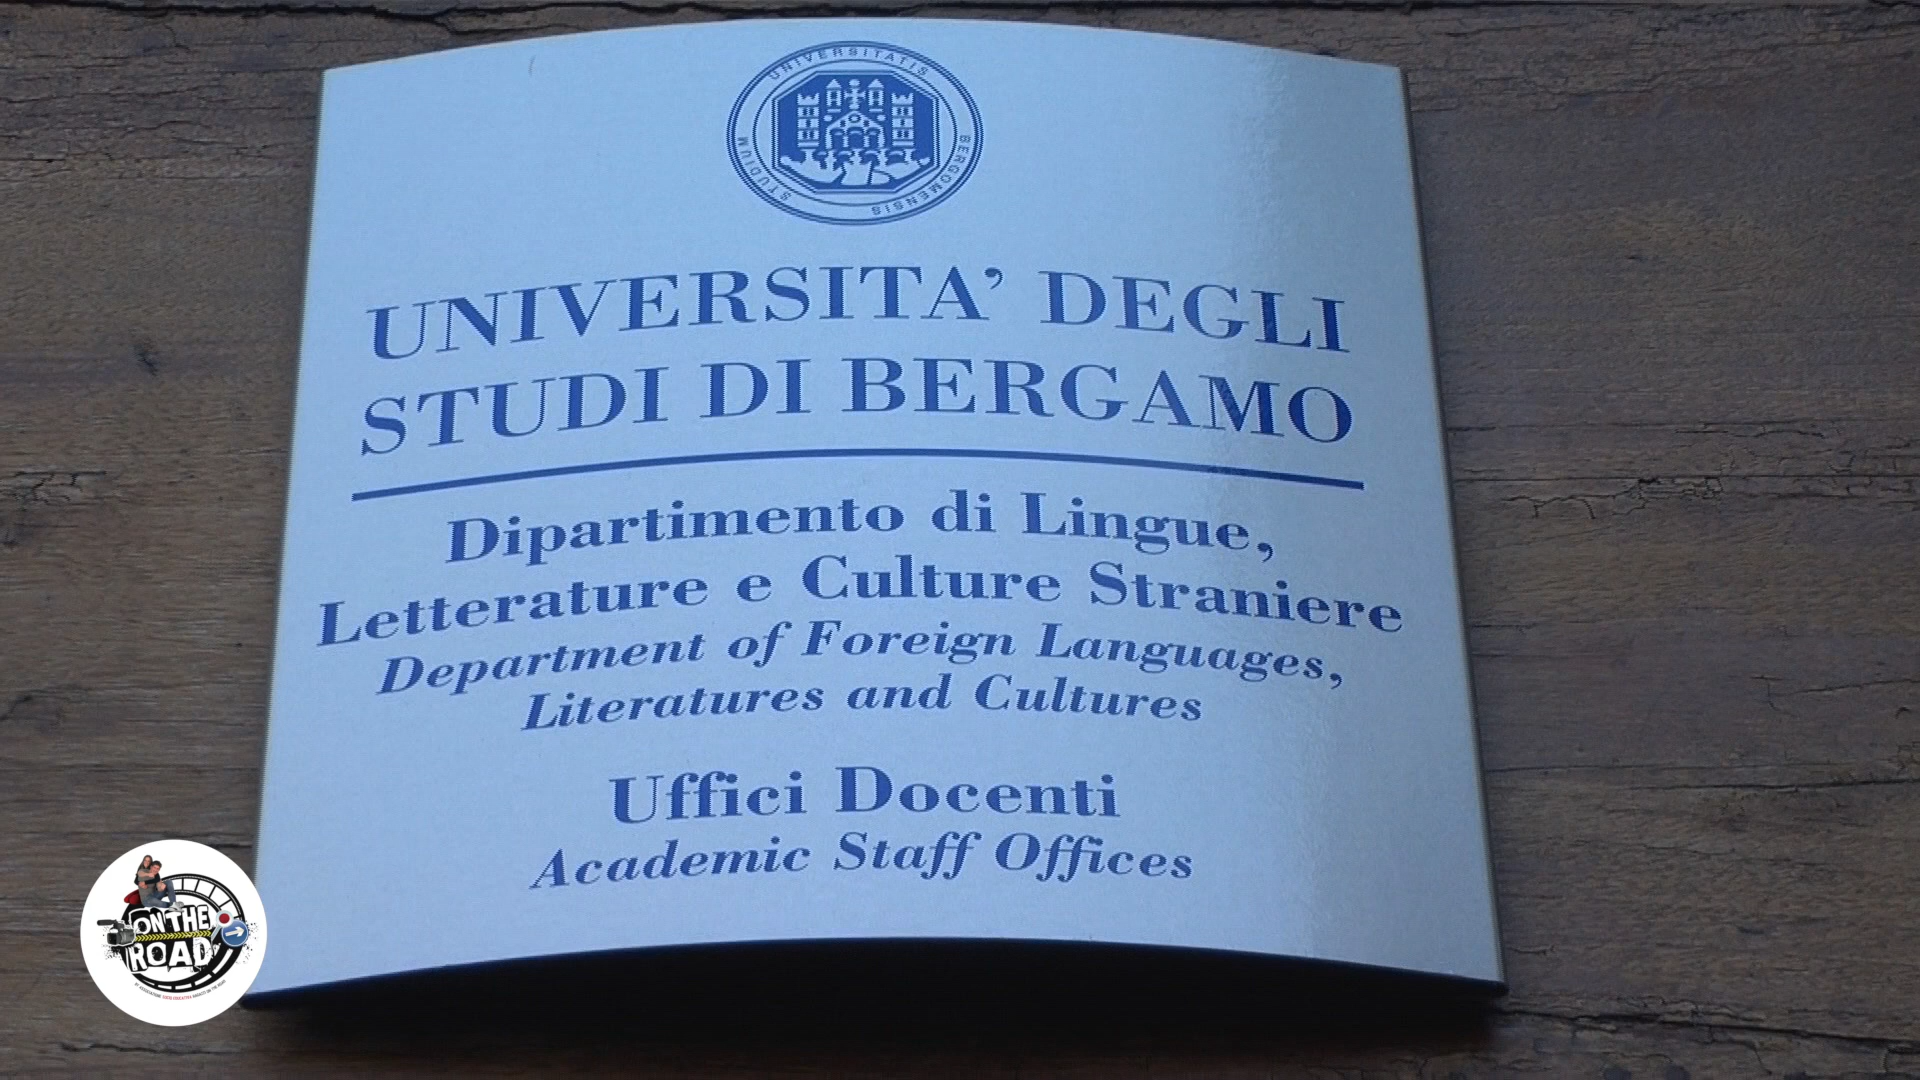 UNIVERSITATIS
STUDIUM
BERGOMENSIS
UNIVERSITA’ DEGLI
STUDI DI BERGAMO
Dipartimento di Lingue,
Letterature e Culture Straniere
Department of Foreign Languages,
Literatures and Cultures
Uffici Docenti
Academic Staff Offices
ON THE
ROAD